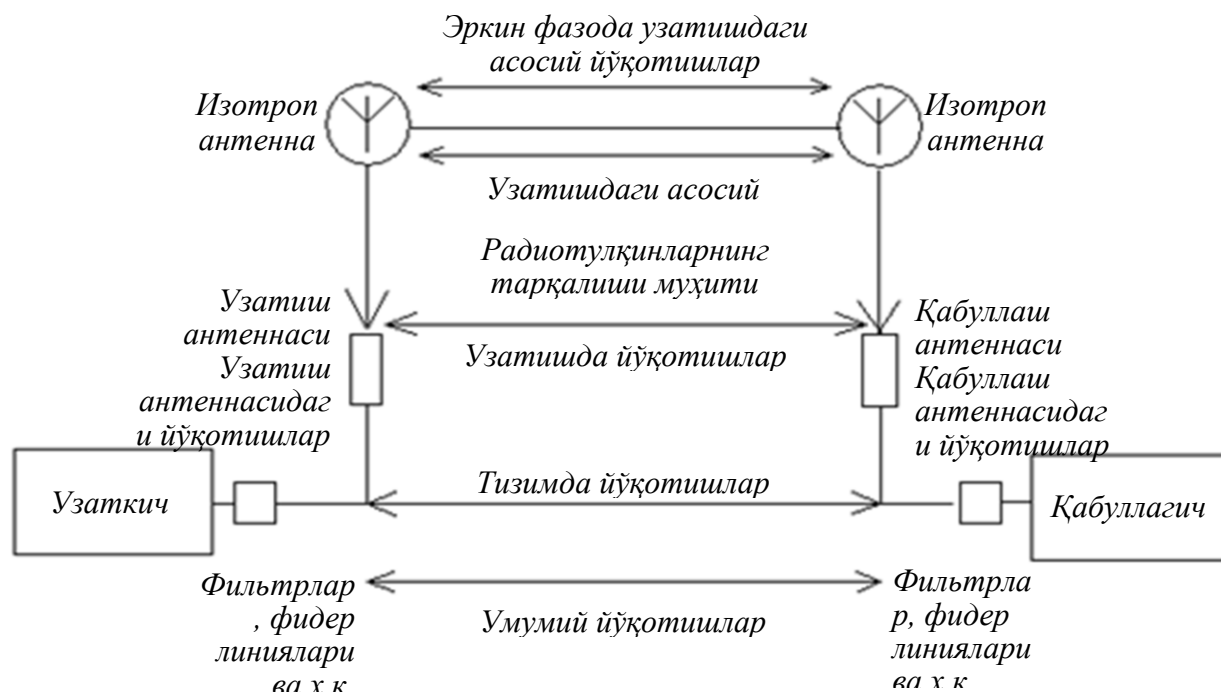 Эркин фазода узатишдаги
асосий йўқотишлар
Изотроп
антенна
Изотроп
антенна
Узатишдаги асосий
Радиотулқинларнинг
тарқалиши муҳити
Узатиш
антеннаси
Узатиш
антеннасидаг
и йўқотишлар
Узатишда йўқотишлар
Қабуллаш
антеннаси
Қабуллаш
антеннасидаг
и йўқотишлар
Узаткич
Тизимда йўқотишлар
Қабуллагич
Фильтрлар
, фидер
линиялари
ва х.к
Умумий йўқотишлар
Фильтрла
р, фидер
линиялари
ва х.к